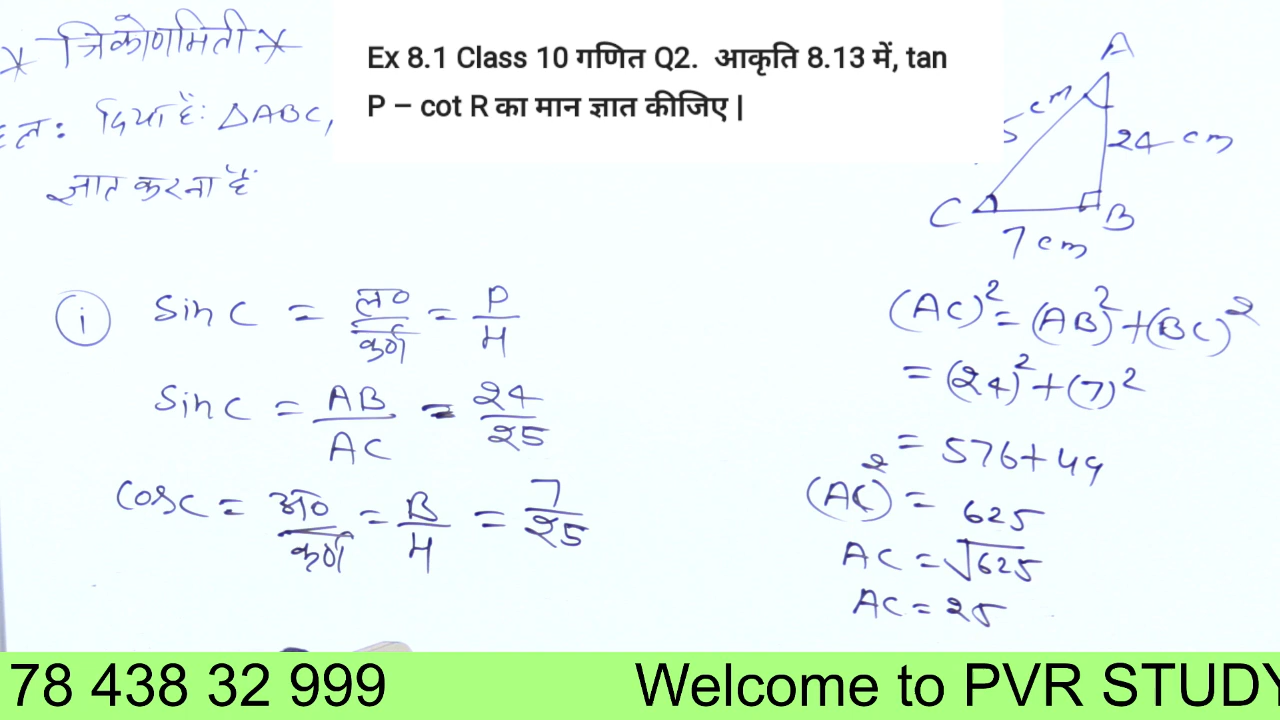 * त्रिकोणमिती *
Ex 8.1 Class 10 गणित Q2. आकृति 8.13 में, tan
P – cot R का मान ज्ञात कीजिए |
हल: दिया है: △ABC,
ज्ञात करना है
A
5 cm
24 cm
C
B
7 cm
(i) Sin C = ल०/कर्ण = P/H
Sin C = AB/AC = 24/25
Cos C = आ०/कर्ण = B/H = 7/25
(AC)² = (AB)² + (BC)²
= (24)² + (7)²
= 576 + 49
(AC)² = 625
AC = √625
AC = 25
78 438 32 999
Welcome to PVR STUDY